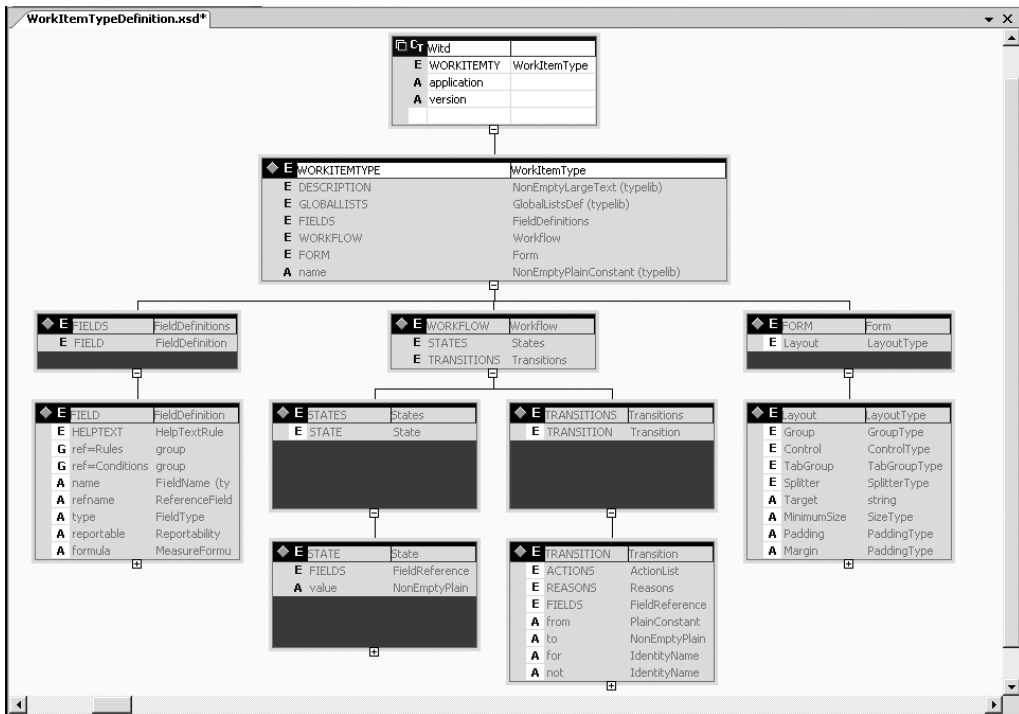 WorkItemTypeDefinition.xsd*
CT Witd
E WORKITEMTY WorkItemType
A application
A version
E WORKITEMTYPE WorkItemType
E DESCRIPTION NonEmptyLargeText (typelib)
E GLOBALLISTS GlobalListsDef (typelib)
E FIELDS FieldDefinitions
E WORKFLOW Workflow
E FORM Form
A name NonEmptyPlainConstant (typelib)
E FIELDS FieldDefinitions
E FIELD FieldDefinition
E WORKFLOW Workflow
E STATES States
E TRANSITIONS Transitions
E FORM Form
E Layout LayoutType
E FIELD FieldDefinition
E HELPTEXT HelpTextRule
G ref=Rules group
G ref=Conditions group
A name FieldName (ty
A refname ReferenceField
A type FieldType
A reportable Reportability
A formula MeasureFormu
E STATES States
E STATE State
E TRANSITIONS Transitions
E TRANSITION Transition
E Layout LayoutType
E Group GroupType
E Control ControlType
E TabGroup TabGroupType
E Splitter SplitterType
A Target string
A MinimumSize SizeType
A Padding PaddingType
A Margin PaddingType
E STATE State
E FIELDS FieldReference
A value NonEmptyPlain
E TRANSITION Transition
E ACTIONS ActionList
E REASONS Reasons
E FIELDS FieldReference
A from PlainConstant
A to NonEmptyPlain
A for IdentityName
A not IdentityName